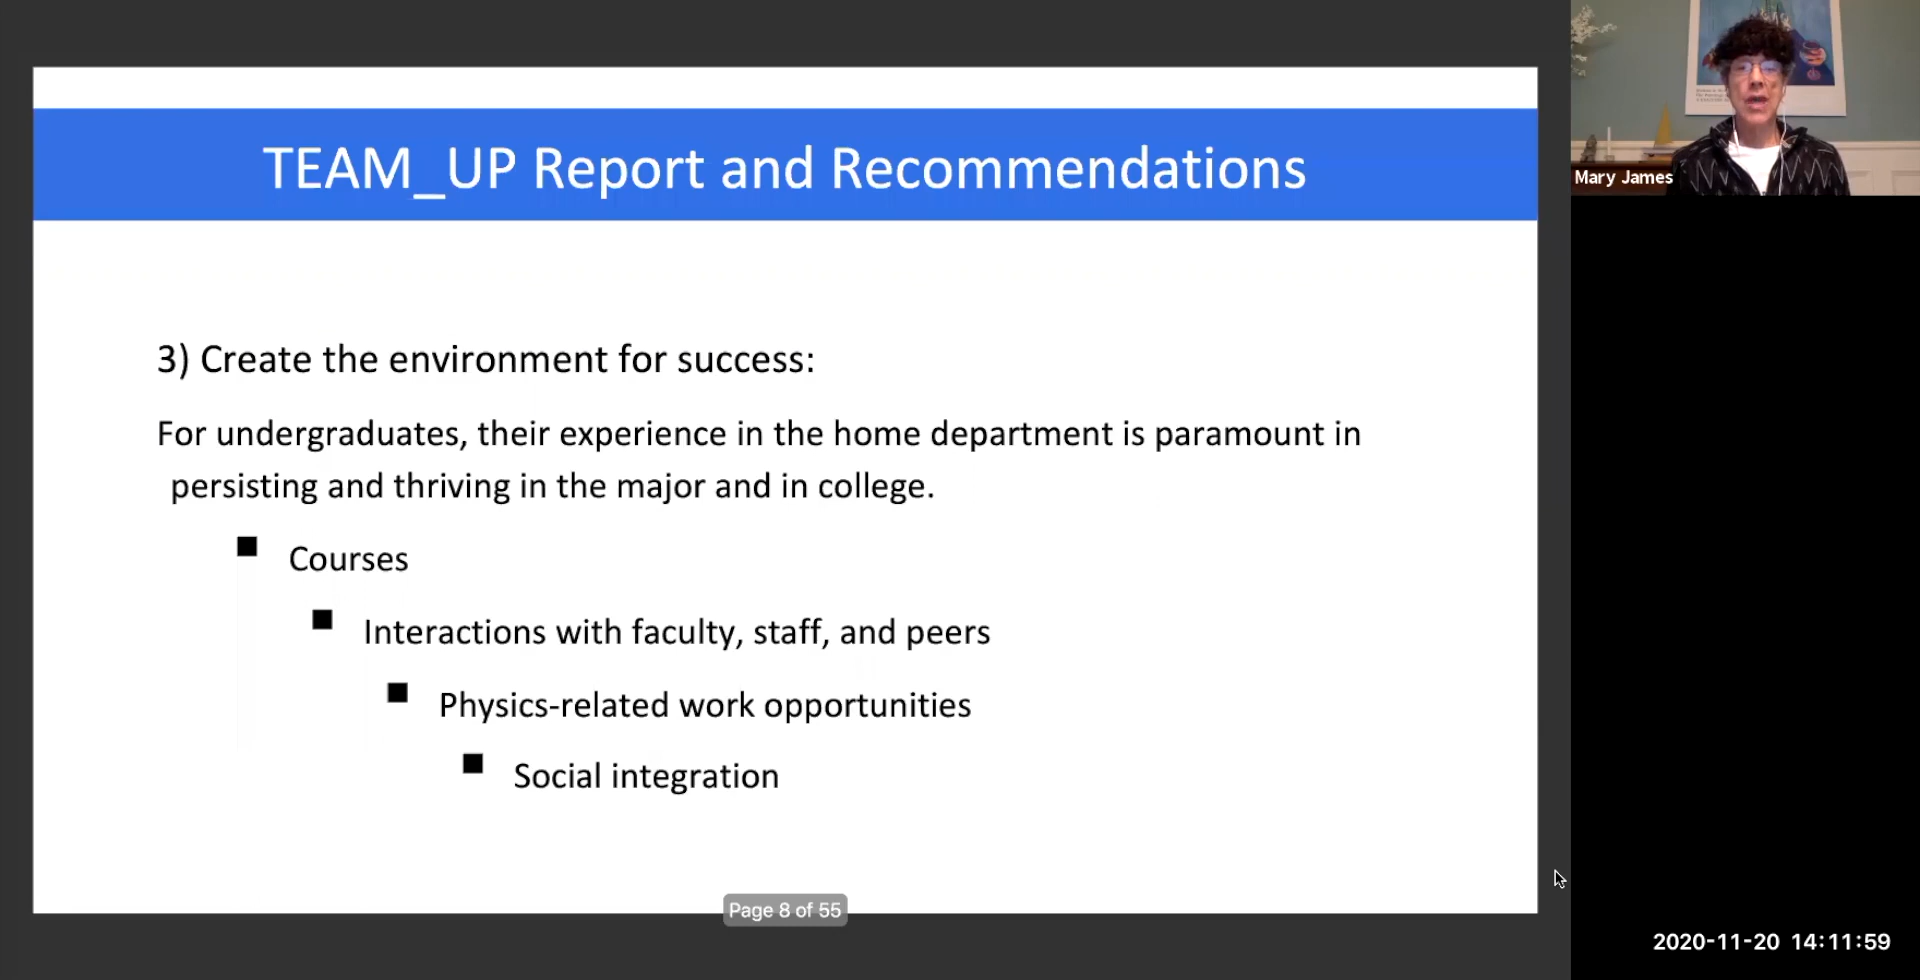 TEAM_UP Report and Recommendations
3) Create the environment for success:
For undergraduates, their experience in the home department is paramount in
persisting and thriving in the major and in college.
■ Courses
■ Interactions with faculty, staff, and peers
■ Physics-related work opportunities
■ Social integration
Page 8 of 55
Mary James
2020-11-20 14:11:59